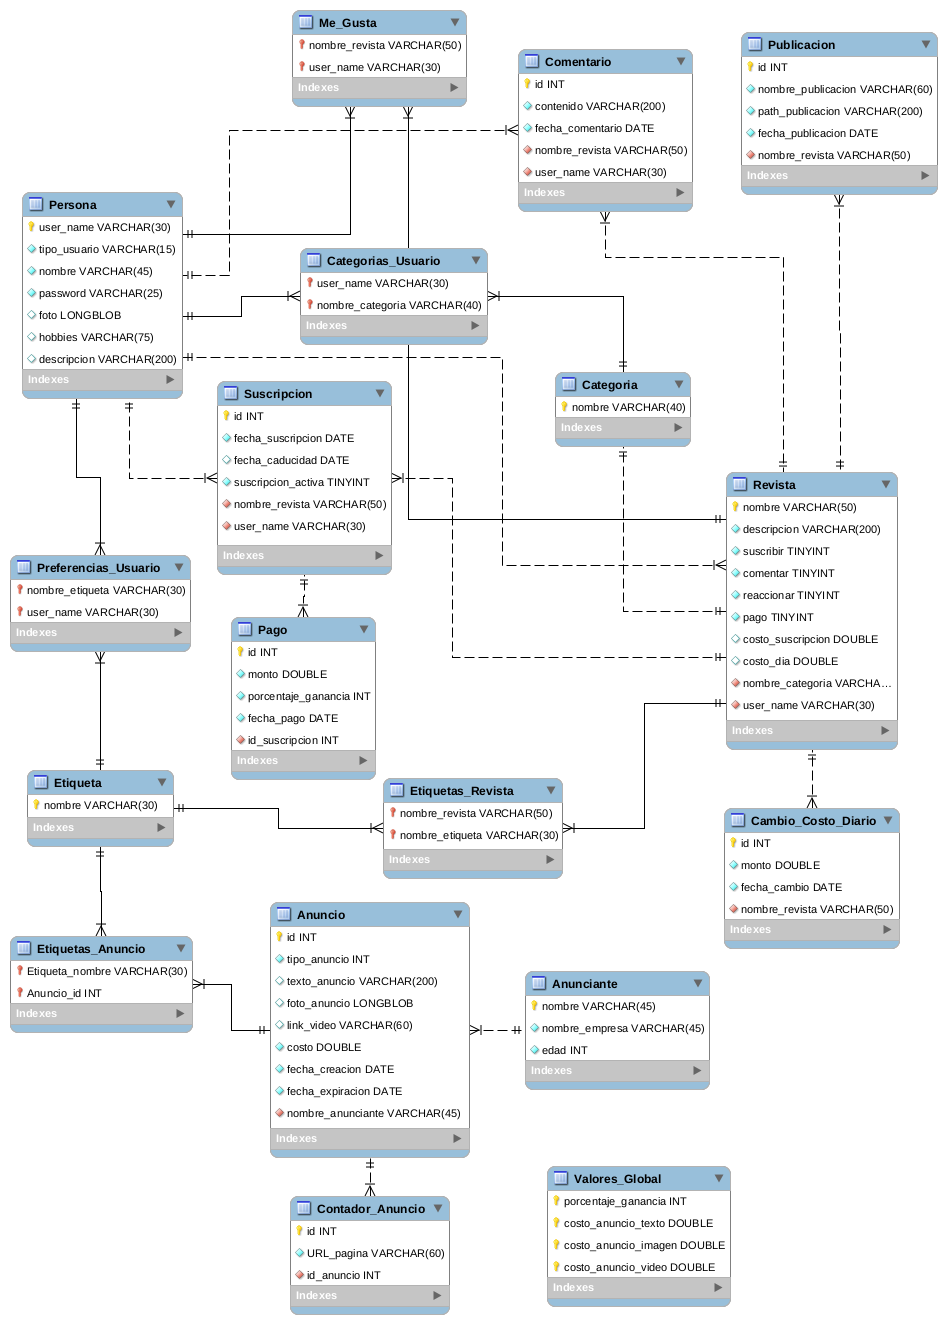 Me_Gusta
nombre_revista VARCHAR(50)
user_name VARCHAR(30)
Indexes
Comentario
id INT
contenido VARCHAR(200)
fecha_comentario DATE
nombre_revista VARCHAR(50)
user_name VARCHAR(30)
Indexes
Publicacion
id INT
nombre_publicacion VARCHAR(60)
path_publicacion VARCHAR(200)
fecha_publicacion DATE
nombre_revista VARCHAR(50)
Indexes
Persona
user_name VARCHAR(30)
tipo_usuario VARCHAR(15)
nombre VARCHAR(45)
password VARCHAR(25)
foto LONGBLOB
hobbies VARCHAR(75)
descripcion VARCHAR(200)
Indexes
Categorias_Usuario
user_name VARCHAR(30)
nombre_categoria VARCHAR(40)
Indexes
Categoria
nombre VARCHAR(40)
Indexes
Suscripcion
id INT
fecha_suscripcion DATE
fecha_caducidad DATE
suscripcion_activa TINYINT
nombre_revista VARCHAR(50)
user_name VARCHAR(30)
Indexes
Revista
nombre VARCHAR(50)
descripcion VARCHAR(200)
suscribir TINYINT
comentar TINYINT
reaccionar TINYINT
pago TINYINT
costo_suscripcion DOUBLE
costo_dia DOUBLE
nombre_categoria VARCHA...
user_name VARCHAR(30)
Indexes
Preferencias_Usuario
nombre_etiqueta VARCHAR(30)
user_name VARCHAR(30)
Indexes
Pago
id INT
monto DOUBLE
porcentaje_ganancia INT
fecha_pago DATE
id_suscripcion INT
Indexes
Etiqueta
nombre VARCHAR(30)
Indexes
Etiquetas_Revista
nombre_revista VARCHAR(50)
nombre_etiqueta VARCHAR(30)
Indexes
Cambio_Costo_Diario
id INT
monto DOUBLE
fecha_cambio DATE
nombre_revista VARCHAR(50)
Indexes
Etiquetas_Anuncio
Etiqueta_nombre VARCHAR(30)
Anuncio_id INT
Indexes
Anuncio
id INT
tipo_anuncio INT
texto_anuncio VARCHAR(200)
foto_anuncio LONGBLOB
link_video VARCHAR(60)
costo DOUBLE
fecha_creacion DATE
fecha_expiracion DATE
nombre_anunciante VARCHAR(45)
Indexes
Anunciante
nombre VARCHAR(45)
nombre_empresa VARCHAR(45)
edad INT
Indexes
Contador_Anuncio
id INT
URL_pagina VARCHAR(60)
id_anuncio INT
Indexes
Valores_Global
porcentaje_ganancia INT
costo_anuncio_texto DOUBLE
costo_anuncio_imagen DOUBLE
costo_anuncio_video DOUBLE
Indexes